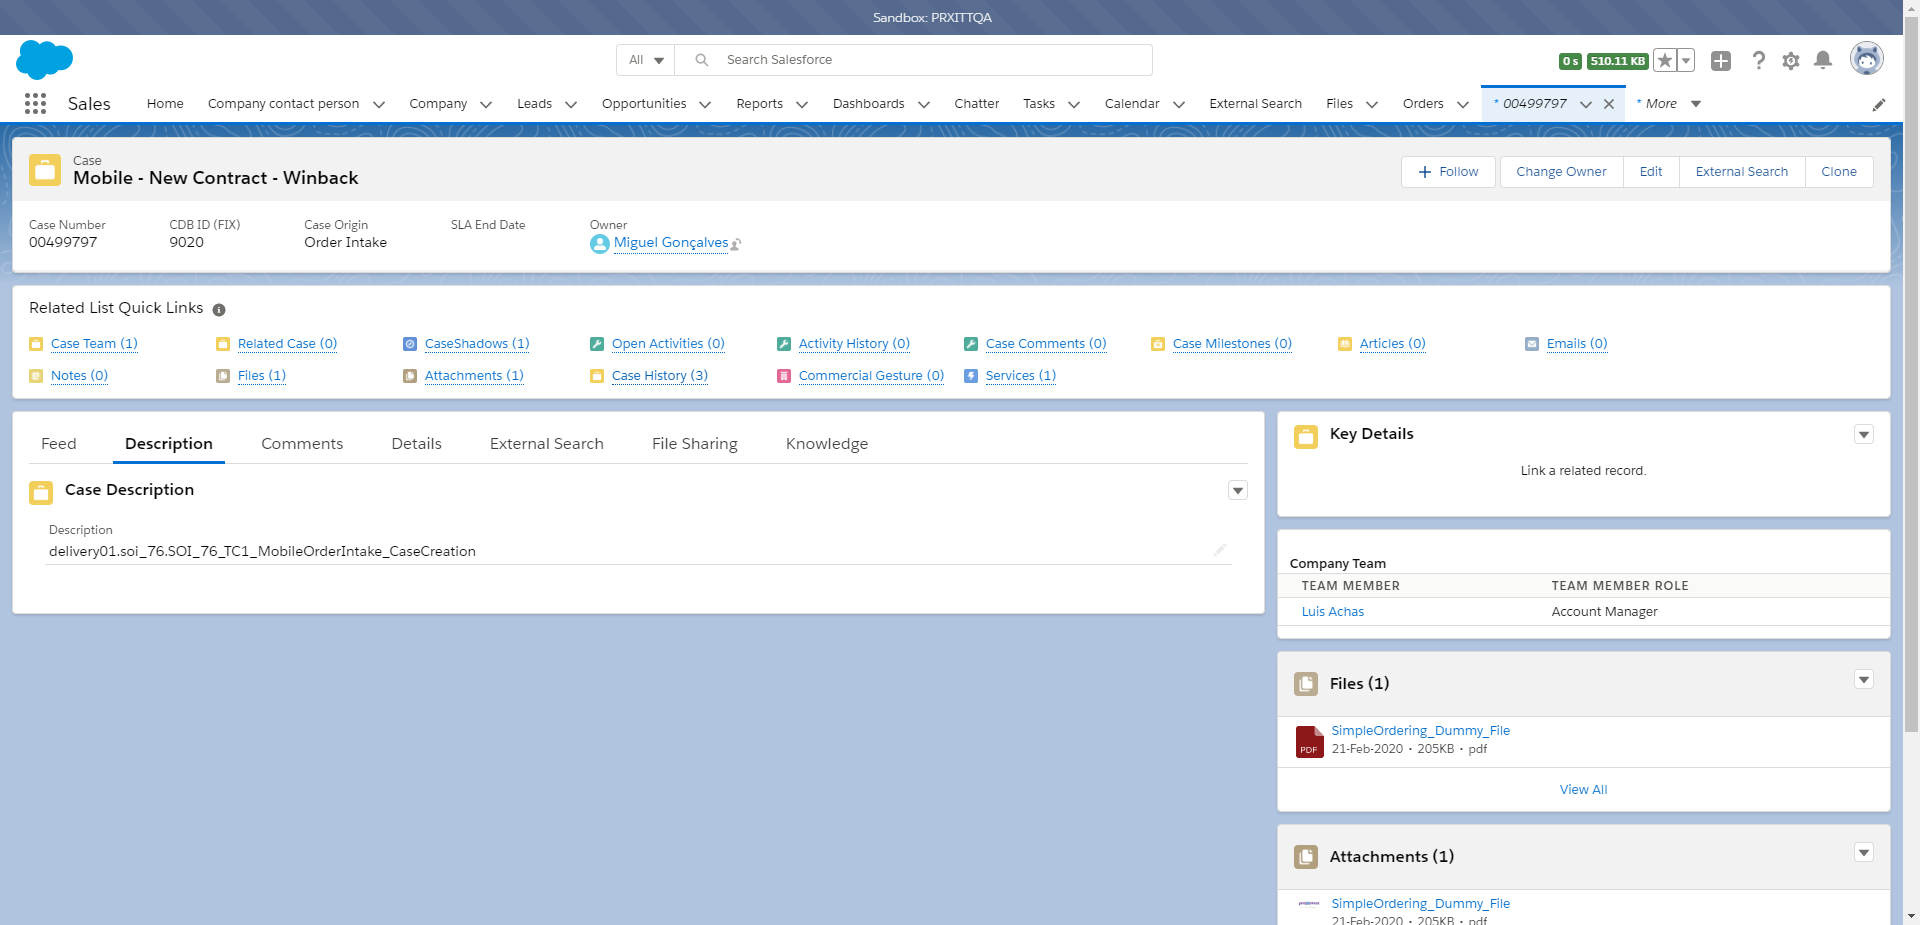 Sandbox: PRXITTQA
All
Search Salesforce
0 s
510.11 KB
Sales
Home
Company contact person
Company
Leads
Opportunities
Reports
Dashboards
Chatter
Tasks
Calendar
External Search
Files
Orders
* 00499797
* More
Case
Mobile - New Contract - Winback
Follow
Change Owner
Edit
External Search
Clone
Case Number
00499797
CDB ID (FIX)
9020
Case Origin
Order Intake
SLA End Date
Owner
Miguel Gonçalves
Related List Quick Links
Case Team (1)
Related Case (0)
CaseShadows (1)
Open Activities (0)
Activity History (0)
Case Comments (0)
Case Milestones (0)
Articles (0)
Emails (0)
Notes (0)
Files (1)
Attachments (1)
Case History (3)
Commercial Gesture (0)
Services (1)
Feed
Description
Comments
Details
External Search
File Sharing
Knowledge
Case Description
Description
delivery01.soi_76.SOI_76_TC1_MobileOrderIntake_CaseCreation
Key Details
Link a related record.
Company Team
TEAM MEMBER
TEAM MEMBER ROLE
Luis Achas
Account Manager
Files (1)
PDF
SimpleOrdering_Dummy_File
21-Feb-2020 • 205KB • pdf
View All
Attachments (1)
SimpleOrdering_Dummy_File
21-Feb-2020 • 205KB • pdf